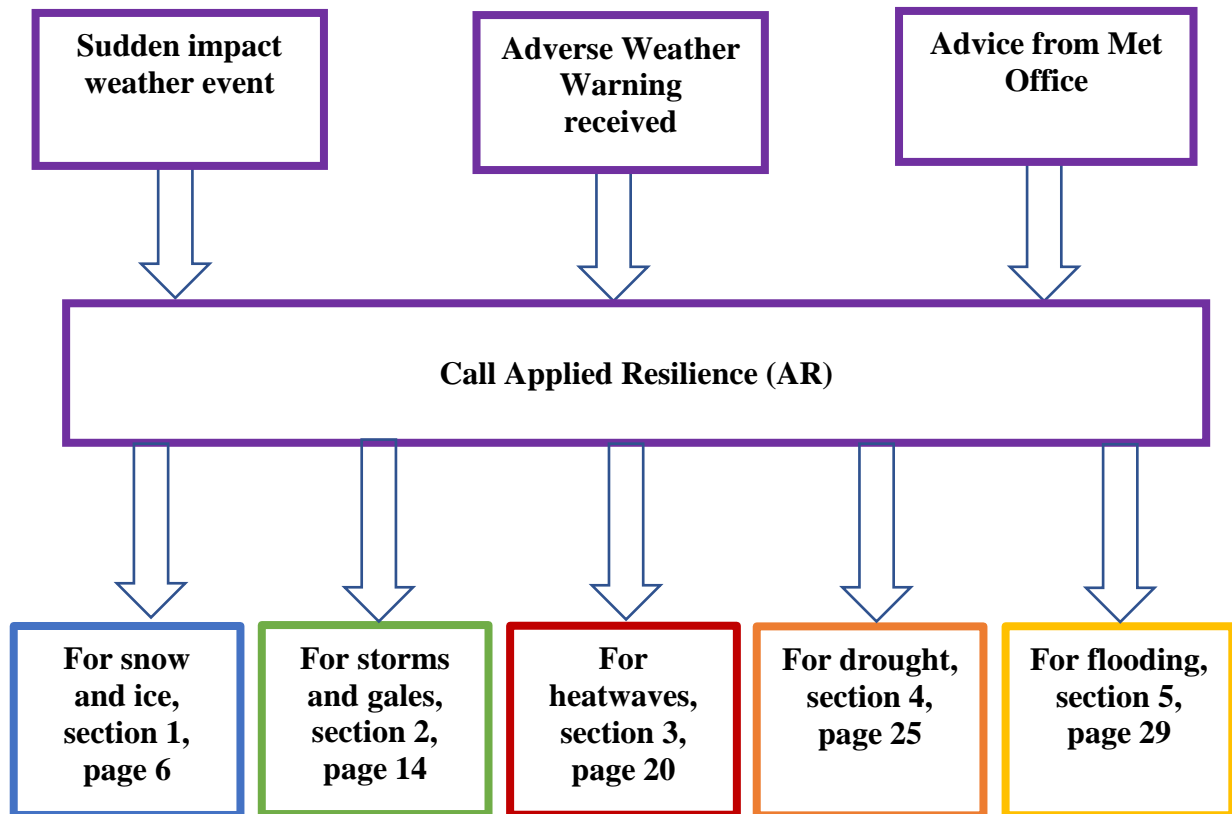 Sudden impact
weather event
Adverse Weather
Warning
received
Advice from Met
Office
Call Applied Resilience (AR)
For snow
and ice,
section 1,
page 6
For storms
and gales,
section 2,
page 14
For
heatwaves,
section 3,
page 20
For drought,
section 4,
page 25
For flooding,
section 5,
page 29